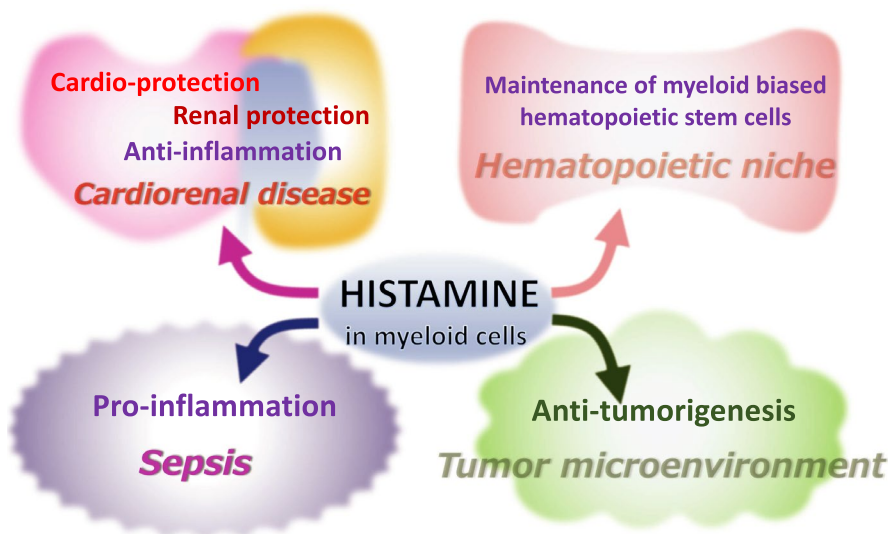 Cardio-protection
Renal protection
Anti-inflammation
Cardiorenal disease
Maintenance of myeloid biased
hematopoietic stem cells
Hematopoietic niche
HISTAMINE
in myeloid cells
Pro-inflammation
Sepsis
Anti-tumorigenesis
Tumor microenvironment